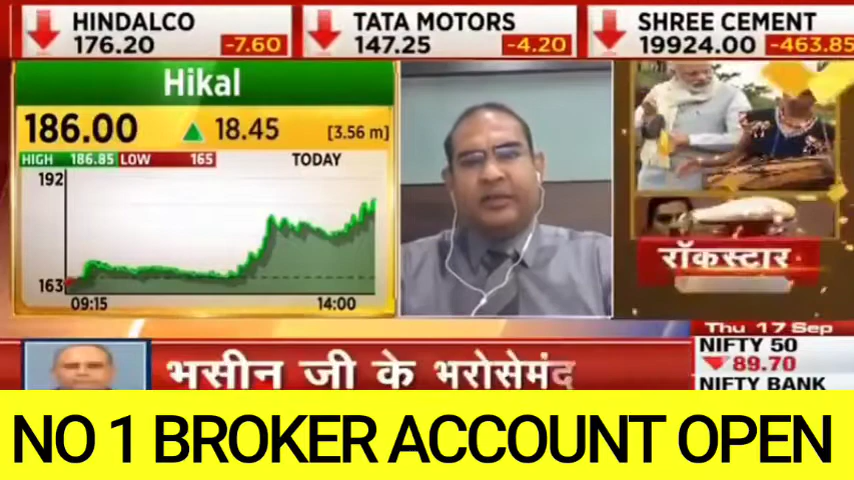 HINDALCO
176.20 -7.60
TATA MOTORS
147.25 -4.20
SHREE CEMENT
19924.00 -463.85
Hikal
186.00 18.45 [3.56 m]
HIGH 186.85 LOW 165 TODAY
192
163
09:15 14:00
रॉकस्टार
Thu 17 Sep
NIFTY 50
89.70
NIFTY BANK
भसीन जी के भरोसेमंद
NO 1 BROKER ACCOUNT OPEN